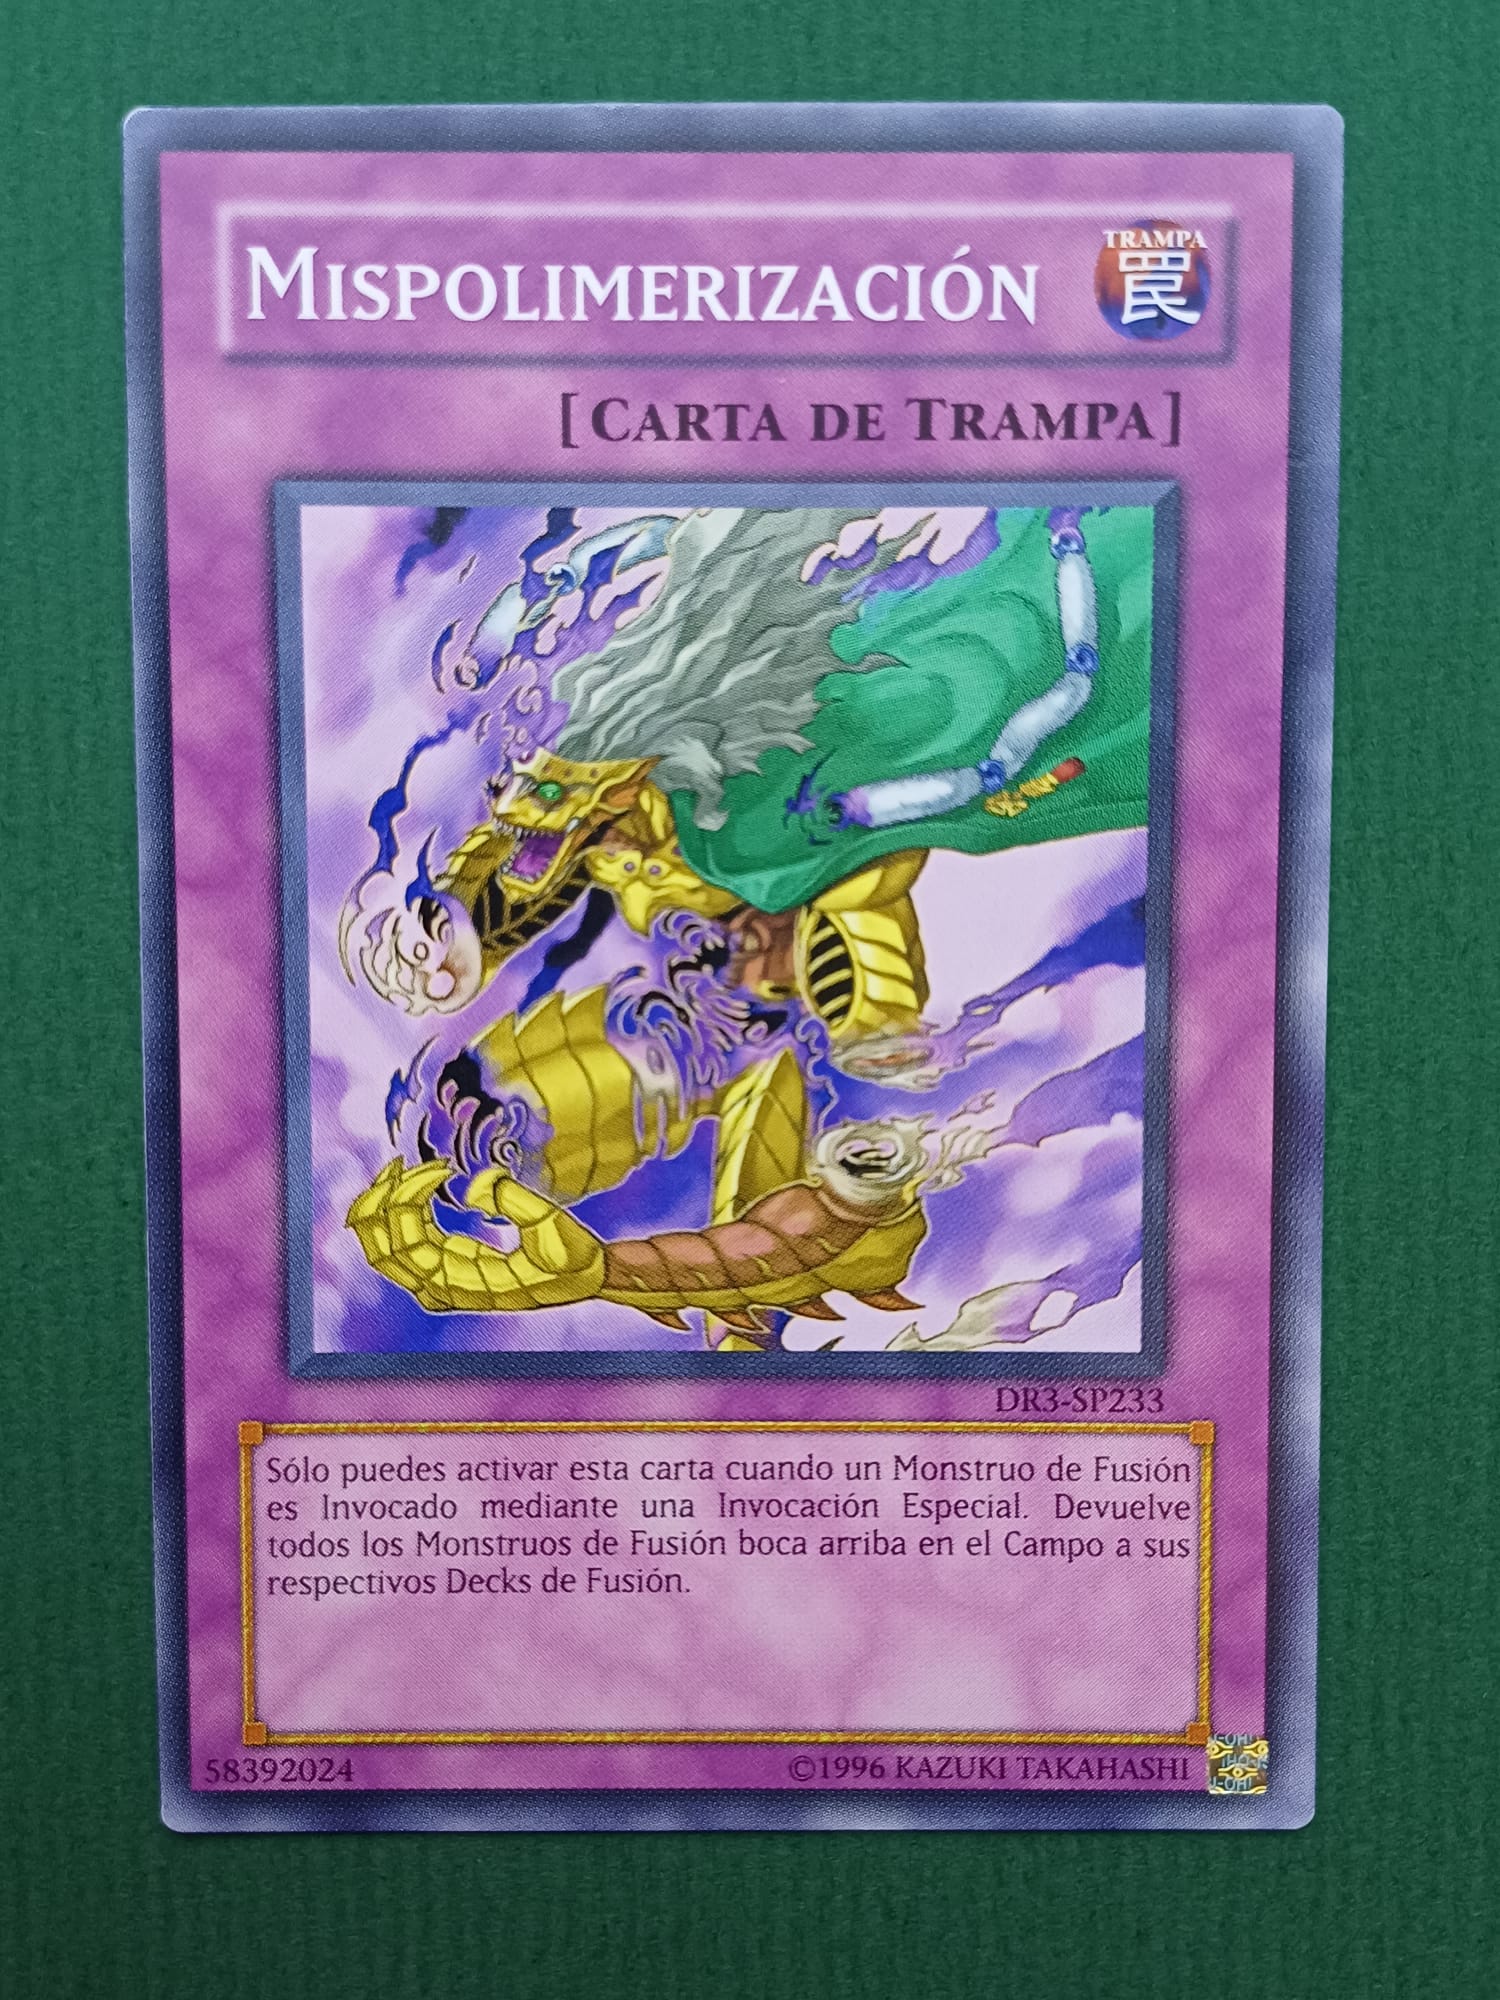 MISPOLIMERIZACIÓN
TRAMPA
罠
[CARTA DE TRAMPA]
DR3-SP233
Sólo puedes activar esta carta cuando un Monstruo de Fusión
es Invocado mediante una Invocación Especial. Devuelve
todos los Monstruos de Fusión boca arriba en el Campo a sus
respectivos Decks de Fusión.
58392024
©1996 KAZUKI TAKAHASHI